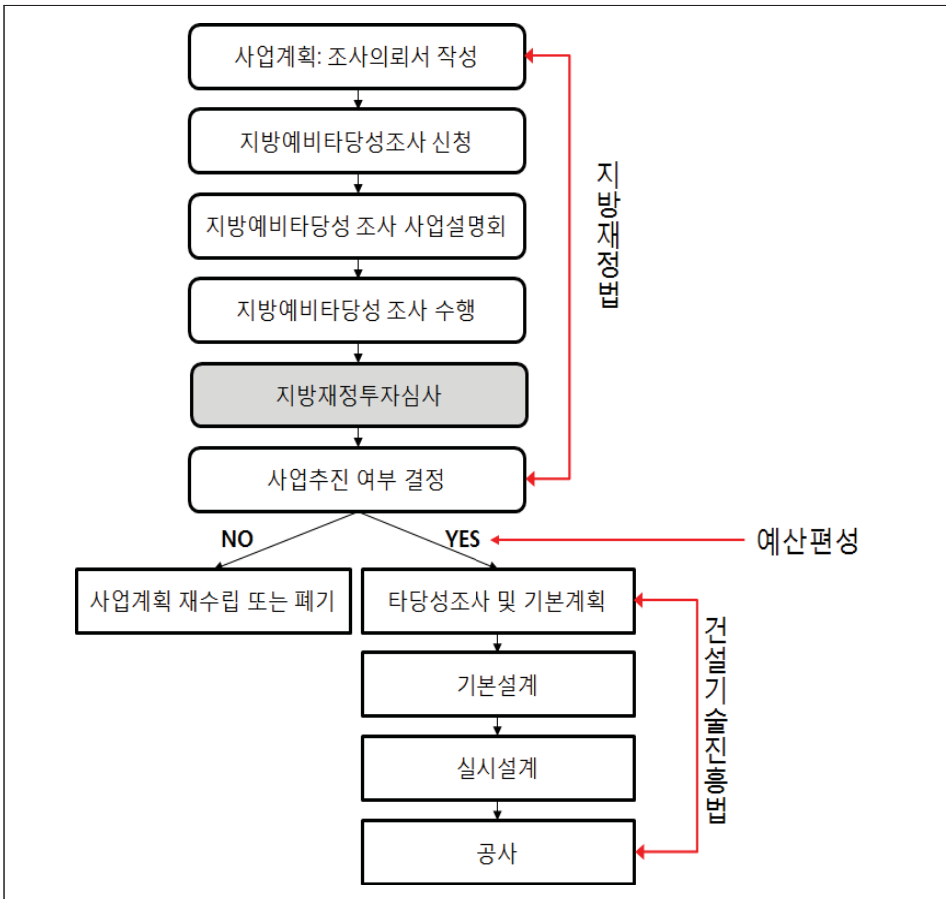 사업계획: 조사의뢰서 작성
지방예비타당성조사 신청
지방예비타당성 조사 사업설명회
지방예비타당성 조사 수행
지방재정투자심사
사업추진 여부 결정
지방재정법
NO
YES
예산편성
사업계획 재수립 또는 폐기
타당성조사 및 기본계획
기본설계
실시설계
공사
건설기술진흥법